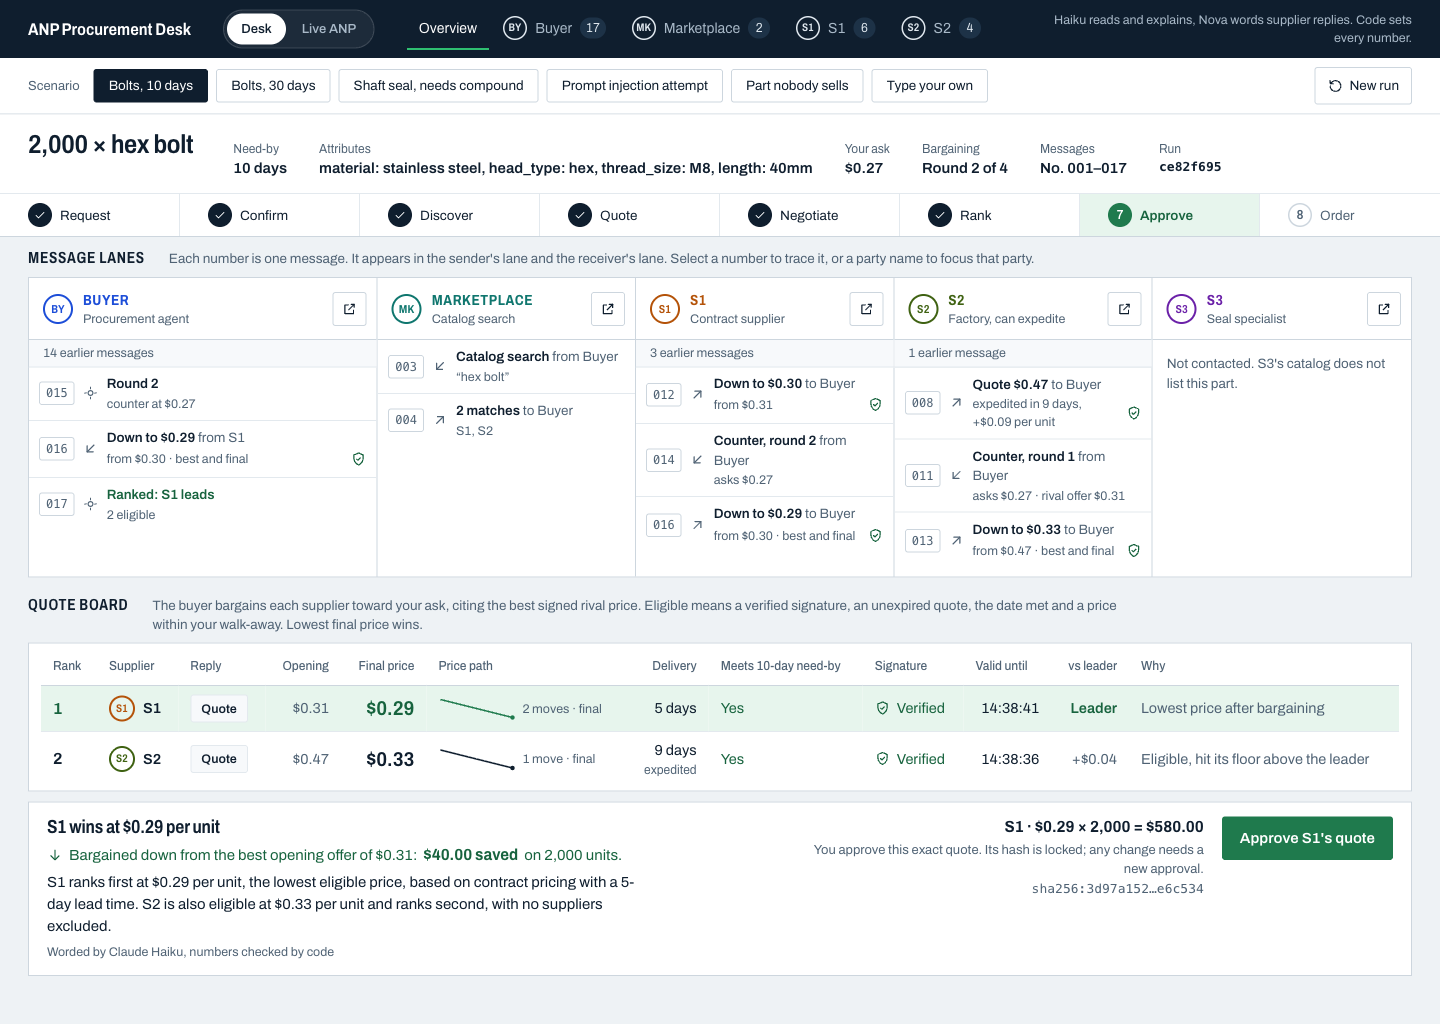 ANP Procurement Desk
Desk
Live ANP
Overview
BY Buyer 17
MK Marketplace 2
S1 S1 6
S2 S2 4
Haiku reads and explains, Nova words supplier replies. Code sets
every number.
Scenario
Bolts, 10 days
Bolts, 30 days
Shaft seal, needs compound
Prompt injection attempt
Part nobody sells
Type your own
New run
2,000 × hex bolt
Need-by
10 days
Attributes
material: stainless steel, head_type: hex, thread_size: M8, length: 40mm
Your ask
$0.27
Bargaining
Round 2 of 4
Messages
No. 001–017
Run
ce82f695
Request
Confirm
Discover
Quote
Negotiate
Rank
7 Approve
8 Order
MESSAGE LANES
Each number is one message. It appears in the sender's lane and the receiver's lane. Select a number to trace it, or a party name to focus that party.
BY BUYER
Procurement agent
14 earlier messages
015 Round 2
counter at $0.27
016 Down to $0.29 from S1
from $0.30 · best and final
017 Ranked: S1 leads
2 eligible
MK MARKETPLACE
Catalog search
003 Catalog search from Buyer
“hex bolt”
004 2 matches to Buyer
S1, S2
S1 S1
Contract supplier
3 earlier messages
012 Down to $0.30 to Buyer
from $0.31
014 Counter, round 2 from
Buyer
asks $0.27
016 Down to $0.29 to Buyer
from $0.30 · best and final
S2 S2
Factory, can expedite
1 earlier message
008 Quote $0.47 to Buyer
expedited in 9 days,
+$0.09 per unit
011 Counter, round 1 from
Buyer
asks $0.27 · rival offer $0.31
013 Down to $0.33 to Buyer
from $0.47 · best and final
S3 S3
Seal specialist
Not contacted. S3's catalog does not
list this part.
QUOTE BOARD
The buyer bargains each supplier toward your ask, citing the best signed rival price. Eligible means a verified signature, an unexpired quote, the date met and a price
within your walk-away. Lowest final price wins.
Rank Supplier Reply Opening Final price Price path Delivery Meets 10-day need-by Signature Valid until vs leader Why
1 S1 S1 Quote $0.31 $0.29 2 moves · final 5 days Yes Verified 14:38:41 Leader Lowest price after bargaining
2 S2 S2 Quote $0.47 $0.33 1 move · final 9 days Yes Verified 14:38:36 +$0.04 Eligible, hit its floor above the leader
expedited
S1 wins at $0.29 per unit
Bargained down from the best opening offer of $0.31: $40.00 saved on 2,000 units.
S1 ranks first at $0.29 per unit, the lowest eligible price, based on contract pricing with a 5-
day lead time. S2 is also eligible at $0.33 per unit and ranks second, with no suppliers
excluded.
Worded by Claude Haiku, numbers checked by code
S1 · $0.29 × 2,000 = $580.00
You approve this exact quote. Its hash is locked; any change needs a
new approval.
sha256:3d97a152…e6c534
Approve S1's quote